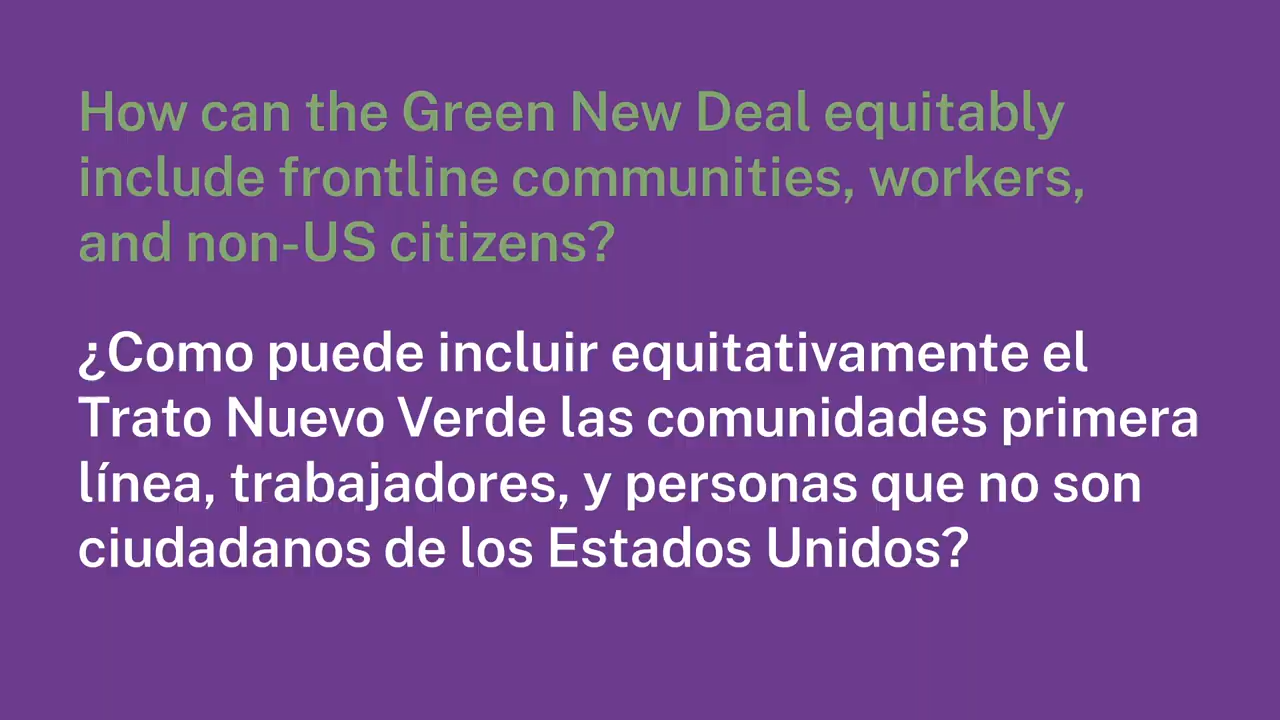 How can the Green New Deal equitably
include frontline communities, workers,
and non-US citizens?
¿Como puede incluir equitativamente el
Trato Nuevo Verde las comunidades primera
línea, trabajadores, y personas que no son
ciudadanos de los Estados Unidos?